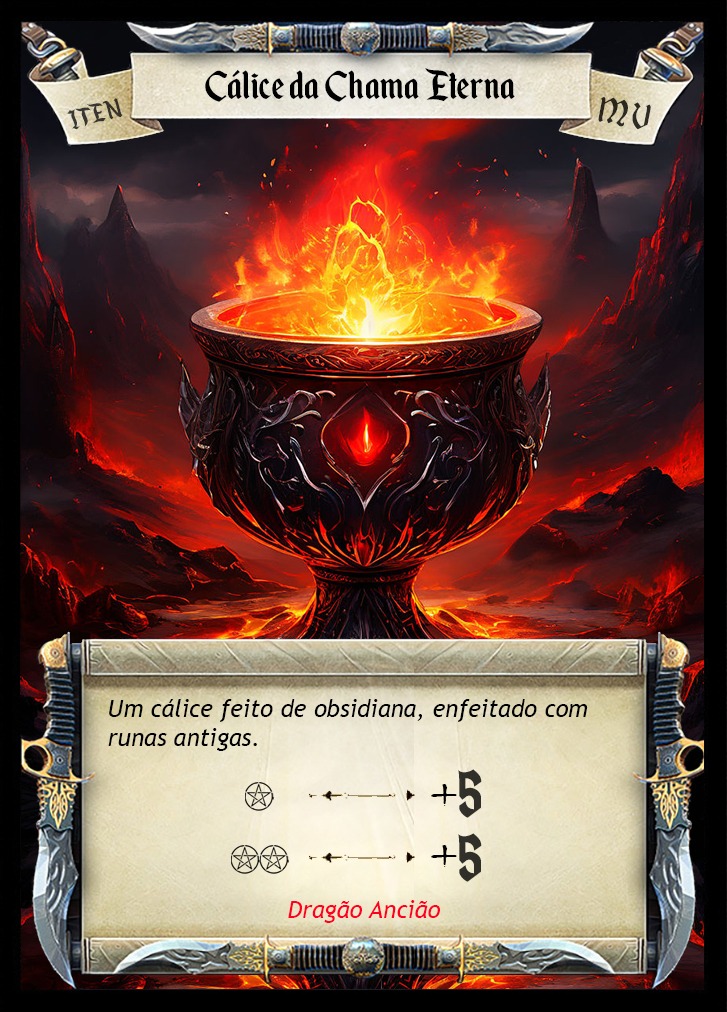 Cálice da Chama Eterna
ITEN
MU
Um cálice feito de obsidiana, enfeitado com
runas antigas.
+5
+5
Dragão Ancião